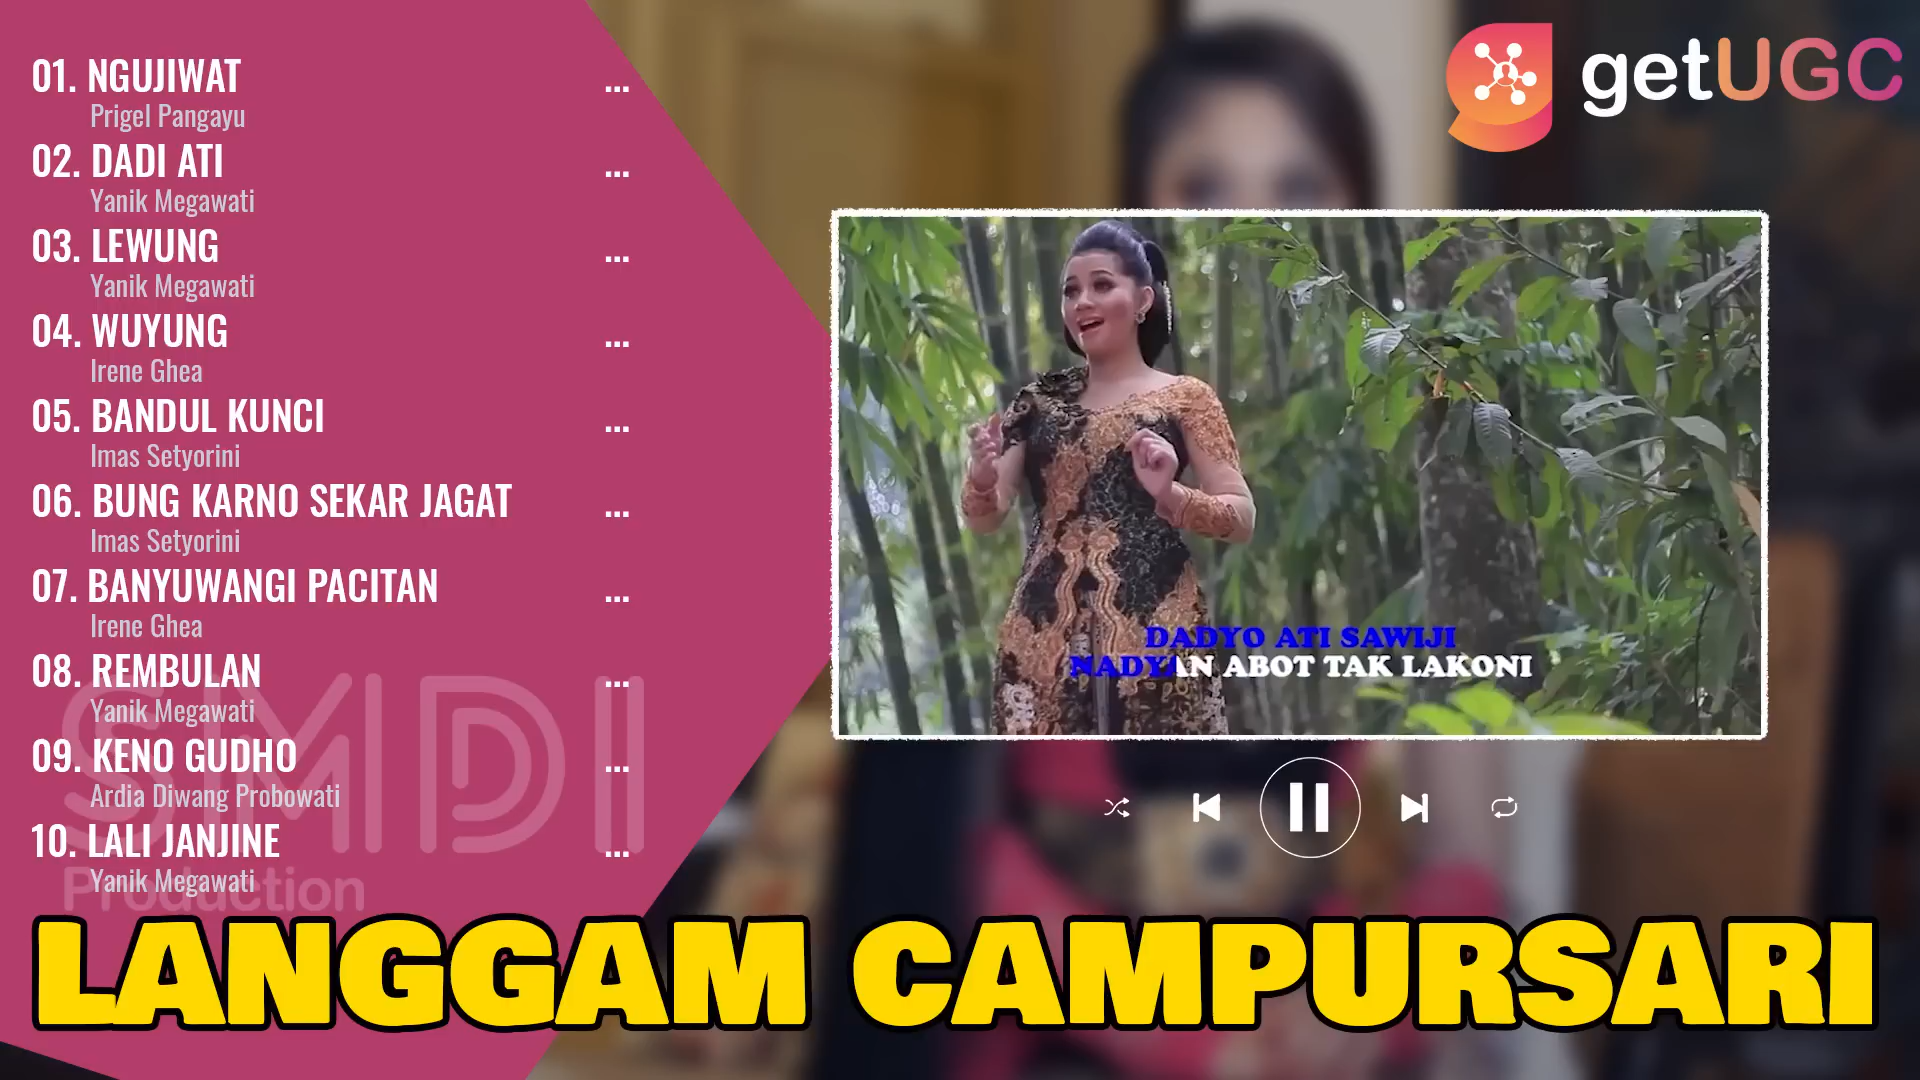 01. NGUJIWAT ...
Prigel Pangayu
02. DADI ATI ...
Yanik Megawati
03. LEWUNG ...
Yanik Megawati
04. WUYUNG ...
Irene Ghea
05. BANDUL KUNCI ...
Imas Setyorini
06. BUNG KARNO SEKAR JAGAT ...
Imas Setyorini
07. BANYUWANGI PACITAN ...
Irene Ghea
08. REMBULAN ...
Yanik Megawati
09. KENO GUDHO ...
Ardia Diwang Probowati
10. LALI JANJINE ...
Yanik Megawati
SMDI
Production
getUGC
DADYO ATI SAWIJI
NADYAN ABOT TAK LAKONI
LANGGAM CAMPURSARI